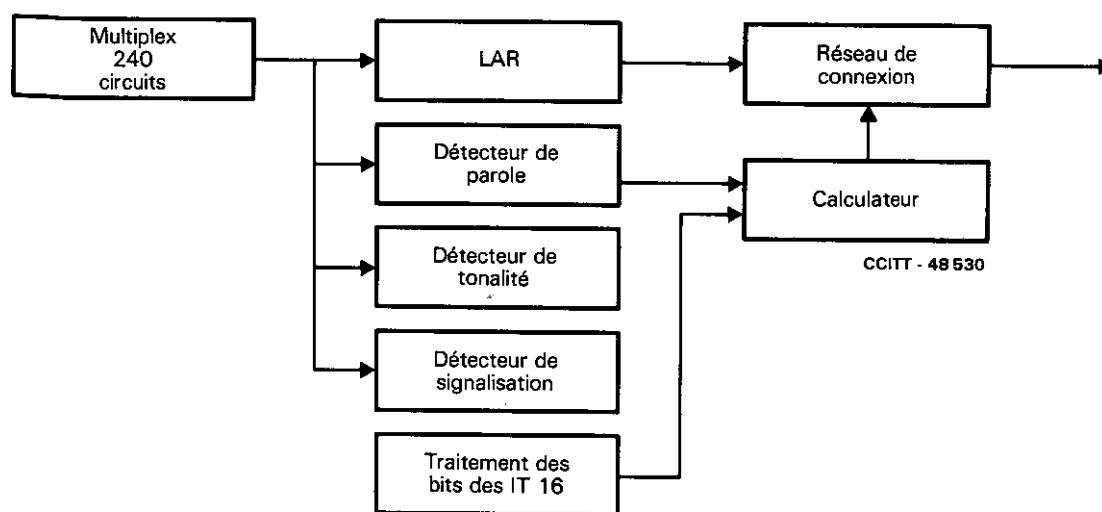 Multiplex
240
circuits
LAR
Réseau de
connexion
Détecteur de
parole
Calculateur
CCITT - 48 530
Détecteur de
tonalité
Détecteur de
signalisation
Traitement des
bits des IT 16